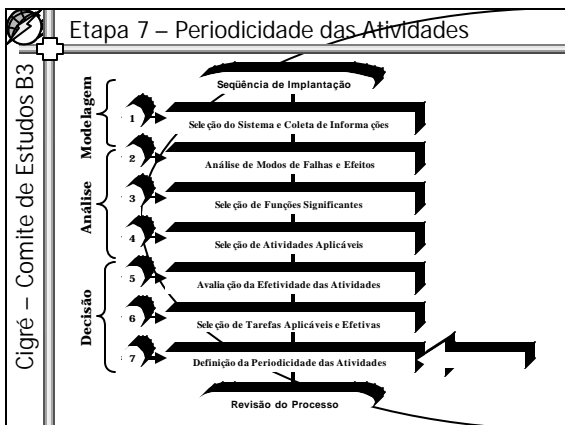 Etapa 7 – Periodicidade das Atividades
Cigré – Comite de Estudos B3
Seqüência de Implantação
Modelagem
1
Seleção do Sistema e Coleta de Informações
2
Análise de Modos de Falhas e Efeitos
Análise
3
Seleção de Funções Significantes
4
Seleção de Atividades Aplicáveis
Decisão
5
Avaliação da Efetividade das Atividades
6
Seleção de Tarefas Aplicáveis e Efetivas
7
Definição da Periodicidade das Atividades
Revisão do Processo